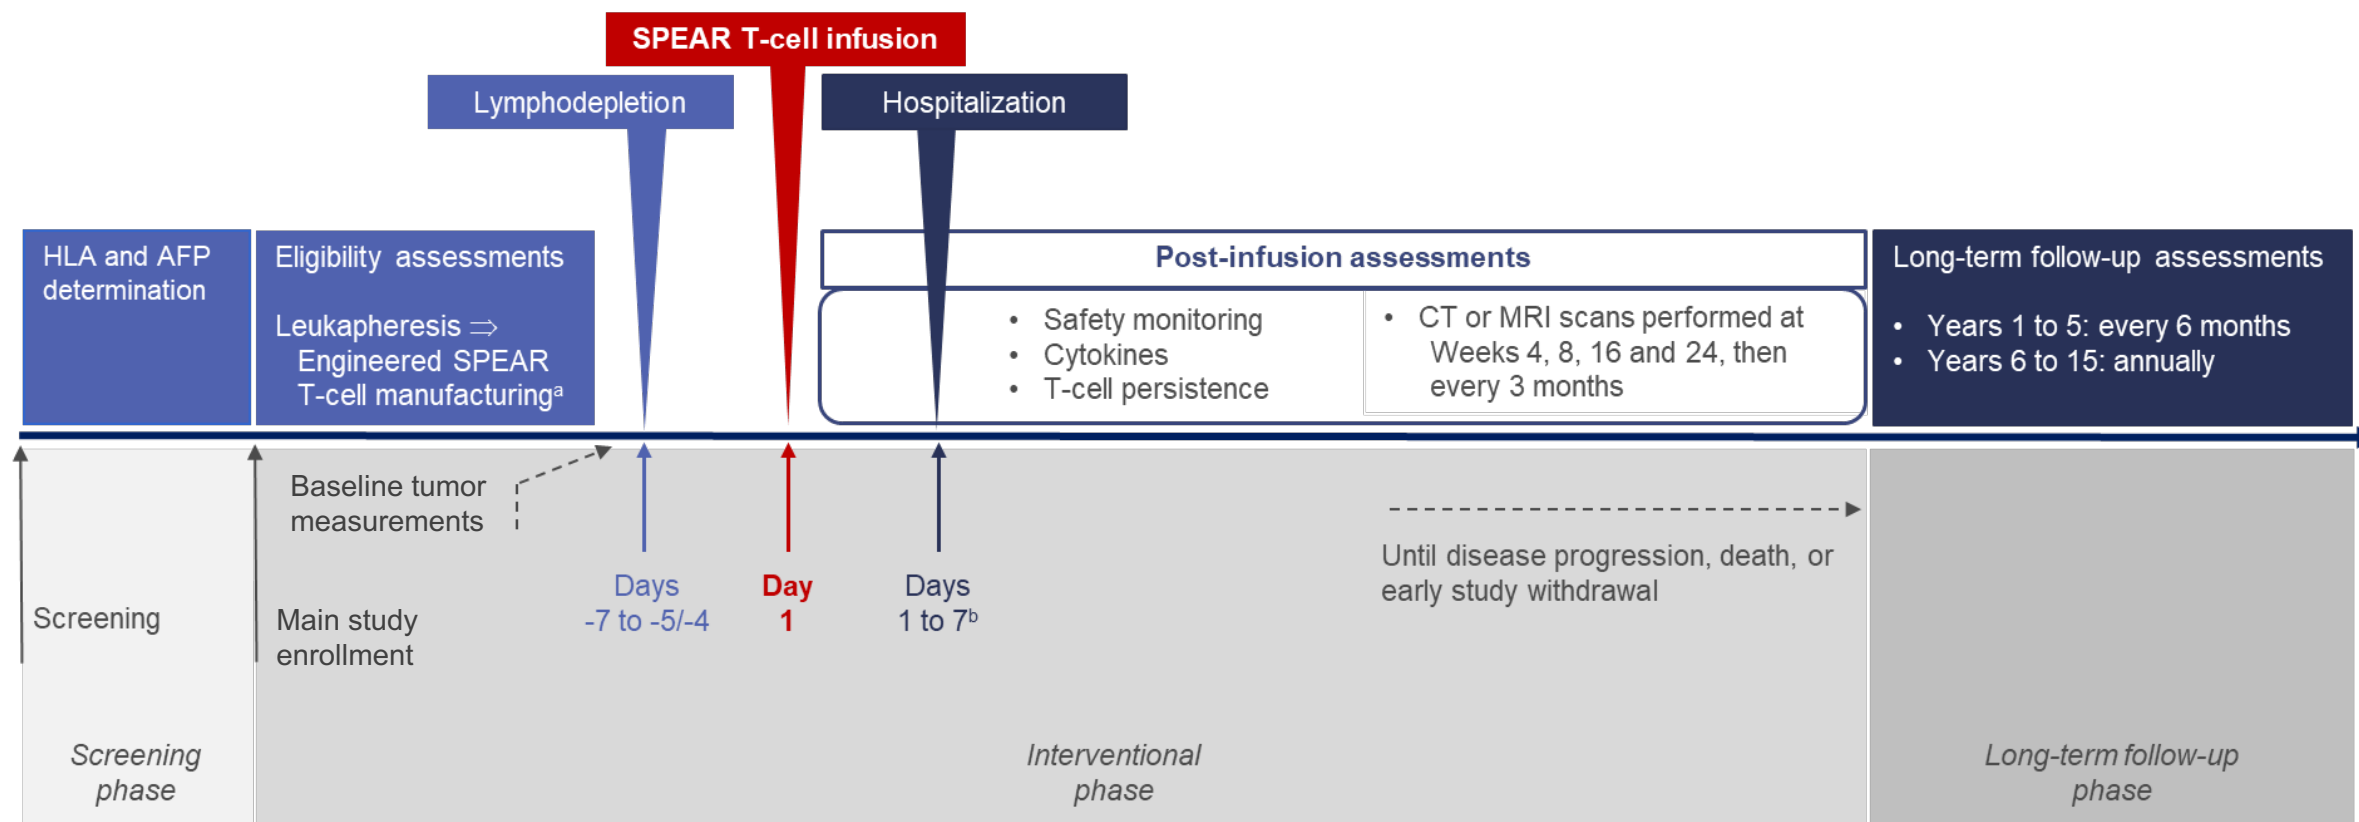 SPEAR T-cell infusion
Lymphodepletion
Hospitalization
HLA and AFP
determination
Eligibility assessments
Leukapheresis ⇒
Engineered SPEAR
T-cell manufacturingᵃ
Post-infusion assessments
• Safety monitoring
• Cytokines
• T-cell persistence
• CT or MRI scans performed at
Weeks 4, 8, 16 and 24, then
every 3 months
Long-term follow-up assessments
• Years 1 to 5: every 6 months
• Years 6 to 15: annually
Baseline tumor
measurements
Screening
Main study
enrollment
Days
-7 to -5/-4
Day
1
Days
1 to 7ᵇ
Until disease progression, death, or
early study withdrawal
Screening
phase
Interventional
phase
Long-term follow-up
phase